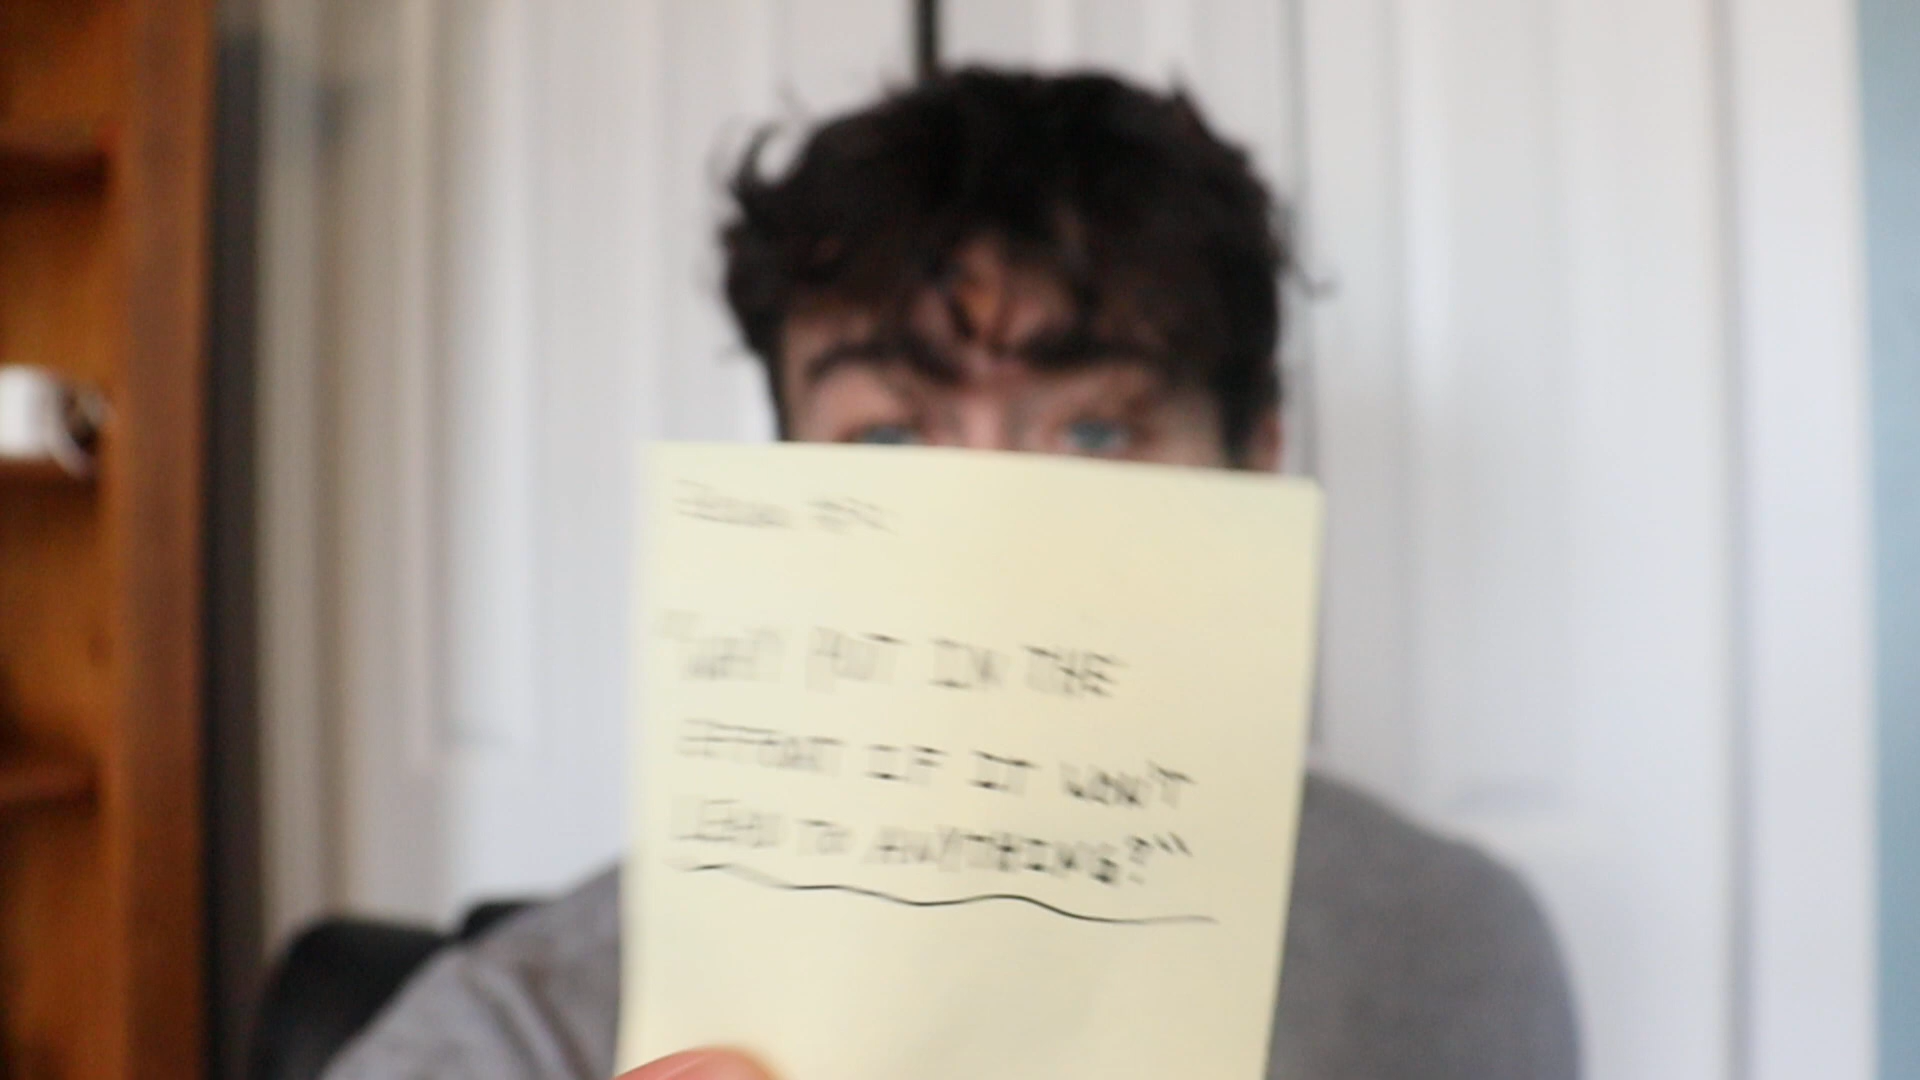 "WHY PUT IN THE
EFFORT IF IT WON'T
LEAD TO ANYTHING?"